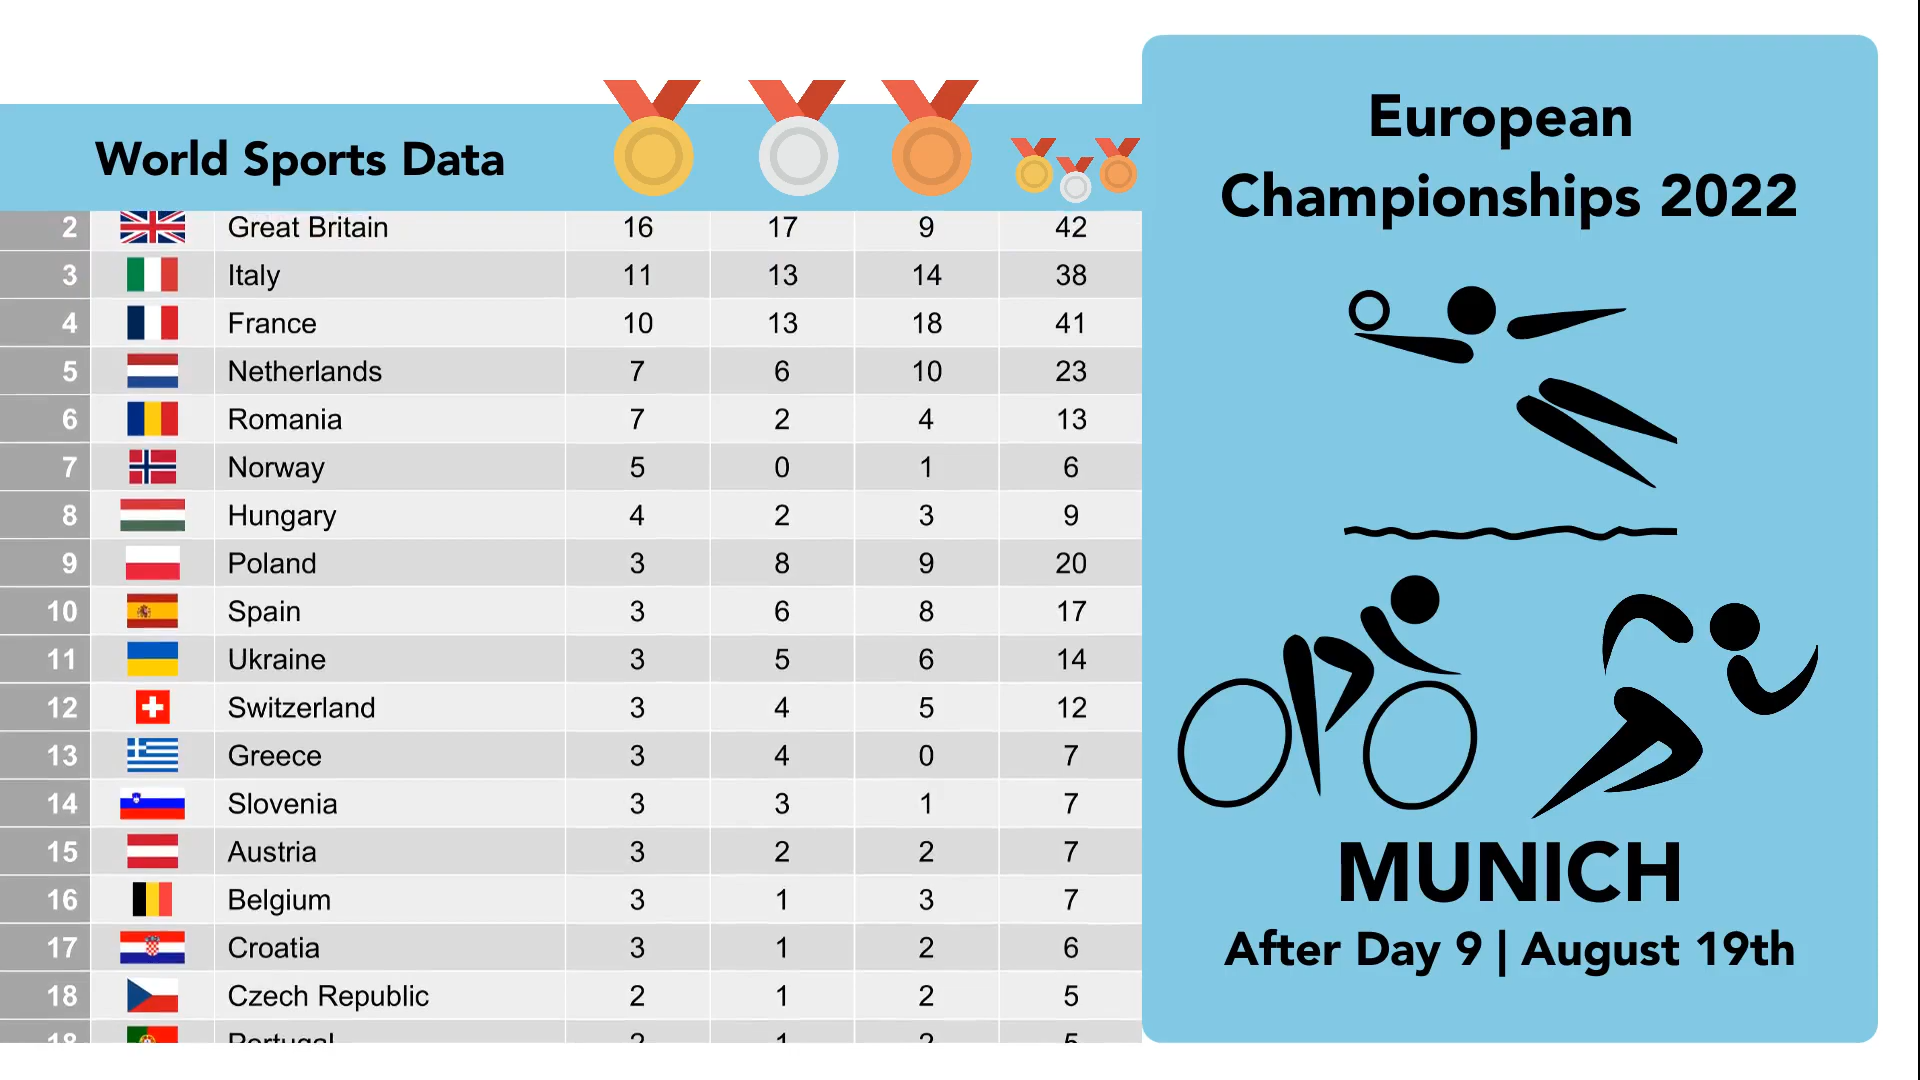 World Sports Data
2 Great Britain 16 17 9 42
3 Italy 11 13 14 38
4 France 10 13 18 41
5 Netherlands 7 6 10 23
6 Romania 7 2 4 13
7 Norway 5 0 1 6
8 Hungary 4 2 3 9
9 Poland 3 8 9 20
10 Spain 3 6 8 17
11 Ukraine 3 5 6 14
12 Switzerland 3 4 5 12
13 Greece 3 4 0 7
14 Slovenia 3 3 1 7
15 Austria 3 2 2 7
16 Belgium 3 1 3 7
17 Croatia 3 1 2 6
18 Czech Republic 2 1 2 5
18 Portugal 2 1 2 5
European
Championships 2022
MUNICH
After Day 9 | August 19th